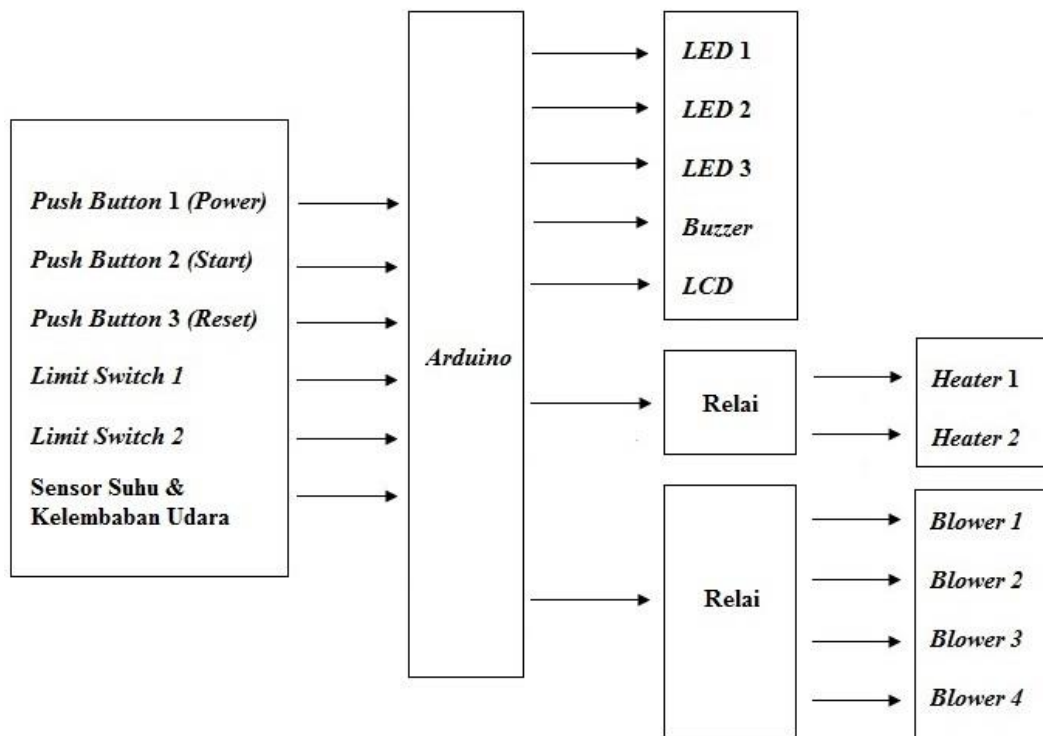 Push Button 1 (Power)
Push Button 2 (Start)
Push Button 3 (Reset)
Limit Switch 1
Limit Switch 2
Sensor Suhu &
Kelembaban Udara
Arduino
LED 1
LED 2
LED 3
Buzzer
LCD
Relai
Heater 1
Heater 2
Relai
Blower 1
Blower 2
Blower 3
Blower 4